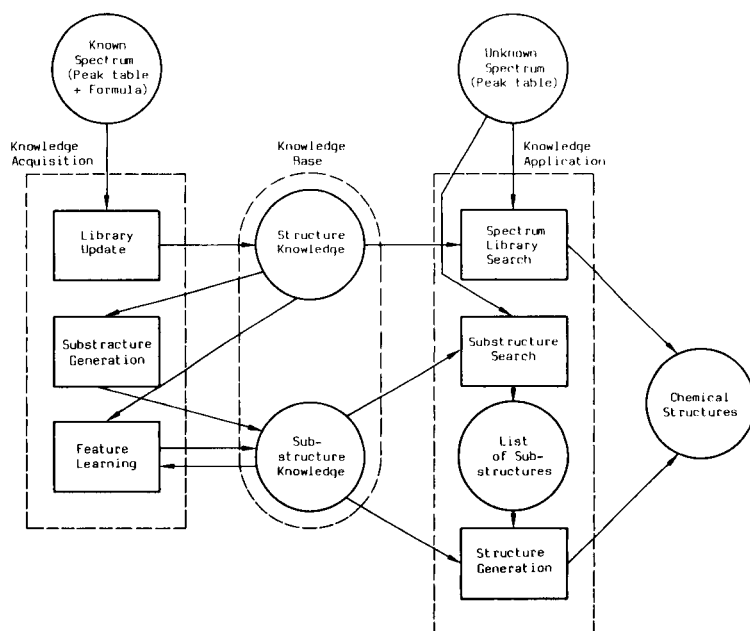 Known
Spectrum
(Peak table
+ Formula)
Unknown
Spectrum
(Peak table)
Knowledge
Acquisition
Knowledge
Base
Knowledge
Application
Library
Update
Structure
Knowledge
Spectrum
Library
Search
Substracture
Generation
Substructure
Search
Chemical
Structures
Feature
Learning
Sub-
structure
Knowledge
List
of Sub-
structures
Structure
Generation